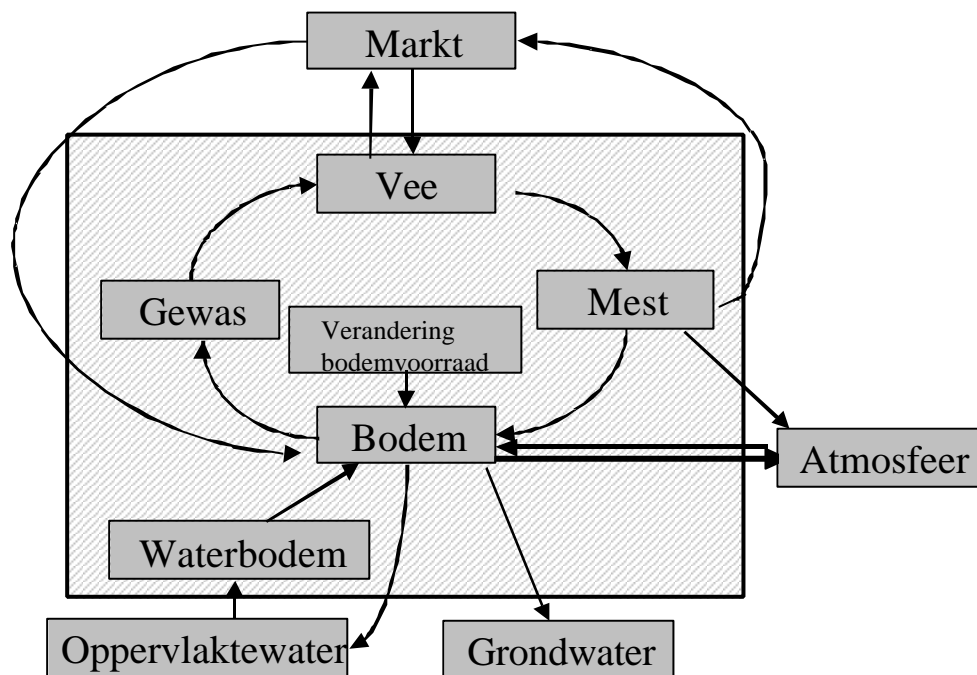 Markt
Vee
Gewas
Mest
Verandering
bodemvoorraad
Bodem
Atmosfeer
Waterbodem
Oppervlaktewater
Grondwater